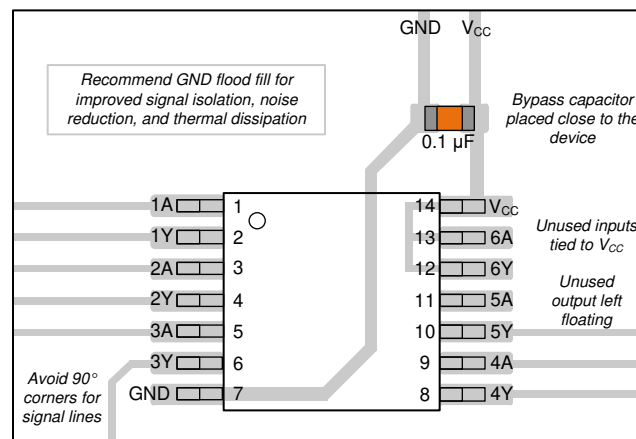 GND VCC
Recommend GND flood fill for
improved signal isolation, noise
reduction, and thermal dissipation
Bypass capacitor
placed close to the
device
0.1 µF
1A 1 14 VCC
1Y 2 13 6A
2A 3 12 6Y
2Y 4 11 5A
3A 5 10 5Y
3Y 6 9 4A
GND 7 8 4Y
Unused inputs
tied to VCC
Unused
output left
floating
Avoid 90°
corners for
signal lines